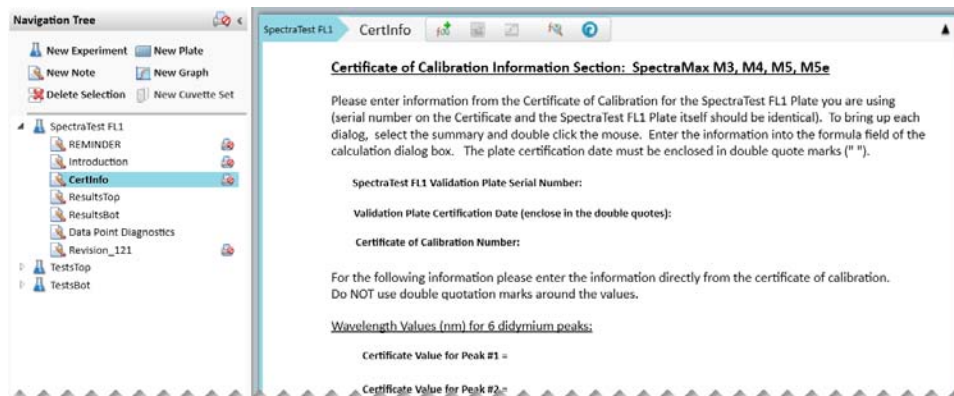 Navigation Tree
New Experiment New Plate
New Note New Graph
Delete Selection New Cuvette Set
SpectraTest FL1
REMINDER
Introduction
CertInfo
ResultsTop
ResultsBot
Data Point Diagnostics
Revision_121
TestsTop
TestsBot
SpectraTest FL1 CertInfo
Certificate of Calibration Information Section: SpectraMax M3, M4, M5, M5e
Please enter information from the Certificate of Calibration for the SpectraTest FL1 Plate you are using
(serial number on the Certificate and the SpectraTest FL1 Plate itself should be identical). To bring up each
dialog, select the summary and double click the mouse. Enter the information into the formula field of the
calculation dialog box. The plate certification date must be enclosed in double quote marks (" ").
SpectraTest FL1 Validation Plate Serial Number:
Validation Plate Certification Date (enclose in the double quotes):
Certificate of Calibration Number:
For the following information please enter the information directly from the certificate of calibration.
Do NOT use double quotation marks around the values.
Wavelength Values (nm) for 6 didymium peaks:
Certificate Value for Peak #1 =
Certificate Value for Peak #2 =